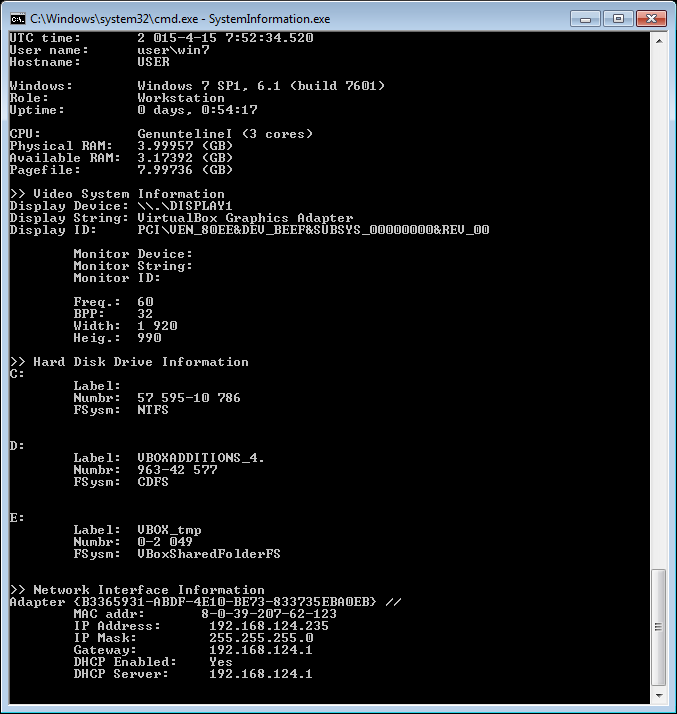 C:\Windows\system32\cmd.exe - SystemInformation.exe
UTC time: 2 015-4-15 7:52:34.520
User name: user\win7
Hostname: USER
Windows: Windows 7 SP1, 6.1 (build 7601)
Role: Workstation
Uptime: 0 days, 0:54:17
CPU: GenuntelineI (3 cores)
Physical RAM: 3.99957 (GB)
Available RAM: 3.17392 (GB)
Pagefile: 7.99736 (GB)
>> Video System Information
Display Device: \\.\DISPLAY1
Display String: VirtualBox Graphics Adapter
Display ID: PCI\VEN_80EE&DEV_BEEF&SUBSYS_00000000&REV_00
Monitor Device:
Monitor String:
Monitor ID:
Freq.: 60
BPP: 32
Width: 1 920
Heig.: 990
>> Hard Disk Drive Information
C:
Label:
Numbr: 57 595-10 786
FSysm: NTFS
D:
Label: VBOXADDITIONS_4.
Numbr: 963-42 577
FSysm: CDFS
E:
Label: VBOX_tmp
Numbr: 0-2 049
FSysm: VBoxSharedFolderFS
>> Network Interface Information
Adapter {B3365931-ABDF-4E10-BE73-833735EBA0EB} //
MAC addr: 8-0-39-207-62-123
IP Address: 192.168.124.235
IP Mask: 255.255.255.0
Gateway: 192.168.124.1
DHCP Enabled: Yes
DHCP Server: 192.168.124.1